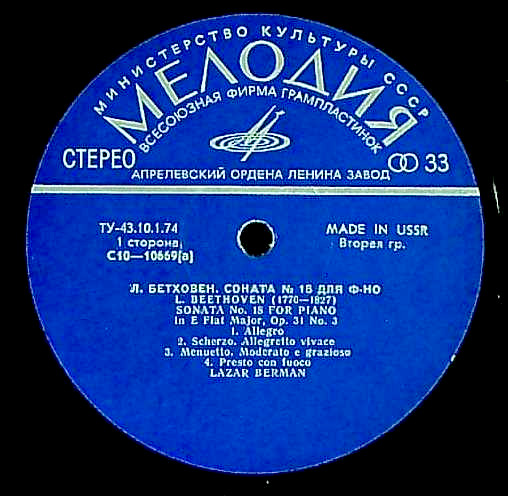 МИНИСТЕРСТВО КУЛЬТУРЫ СССР
МЕЛОДИЯ
ВСЕСОЮЗНАЯ ФИРМА ГРАМПЛАСТИНОК
СТЕРЕО
33
АПРЕЛЕВСКИЙ ОРДЕНА ЛЕНИНА ЗАВОД
ТУ-43.10.1.74
1 сторона
С10—10669(а)
MADE IN USSR
Вторая гр.
Л. БЕТХОВЕН. СОНАТА № 18 ДЛЯ Ф-НО
L. BEETHOVEN (1770—1827)
SONATA No. 18 FOR PIANO
in E Flat Major, Op. 31 No. 3
1. Allegro
2. Scherzo. Allegretto vivace
3. Menuetto. Moderato e grazioso
4. Presto con fuoco
LAZAR BERMAN